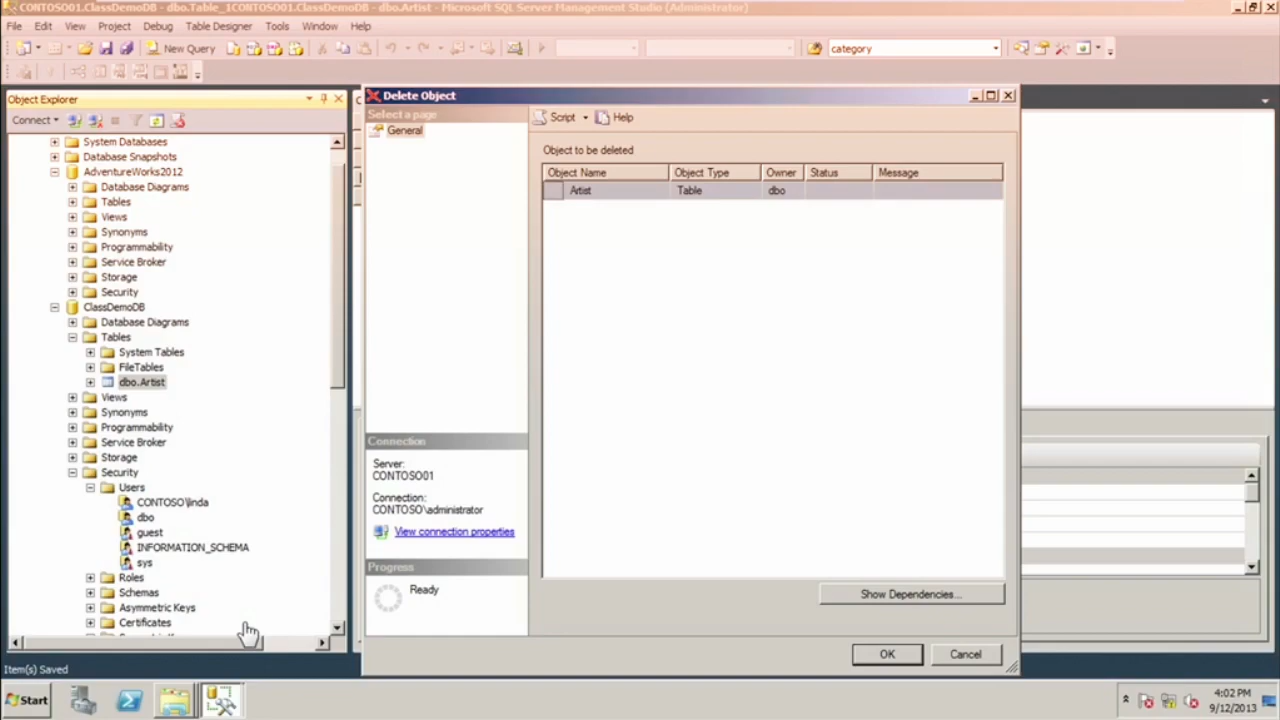 CONTOSO01.ClassDemoDB - dbo.Table_1CONTOSO01.ClassDemoDB - dbo.Artist - Microsoft SQL Server Management Studio (Administrator)
File Edit View Project Debug Table Designer Tools Window Help
New Query
category
Object Explorer
Connect
System Databases
Database Snapshots
AdventureWorks2012
Database Diagrams
Tables
Views
Synonyms
Programmability
Service Broker
Storage
Security
ClassDemoDB
Database Diagrams
Tables
System Tables
FileTables
dbo.Artist
Views
Synonyms
Programmability
Service Broker
Storage
Security
Users
CONTOSO\linda
dbo
guest
INFORMATION_SCHEMA
sys
Roles
Schemas
Asymmetric Keys
Certificates
Delete Object
Select a page
General
Script Help
Object to be deleted
Object Name Object Type Owner Status Message
Artist Table dbo
Connection
Server:
CONTOSO01
Connection:
CONTOSO\administrator
View connection properties
Progress
Ready
Show Dependencies...
OK Cancel
Item(s) Saved
Start
4:02 PM
9/12/2013